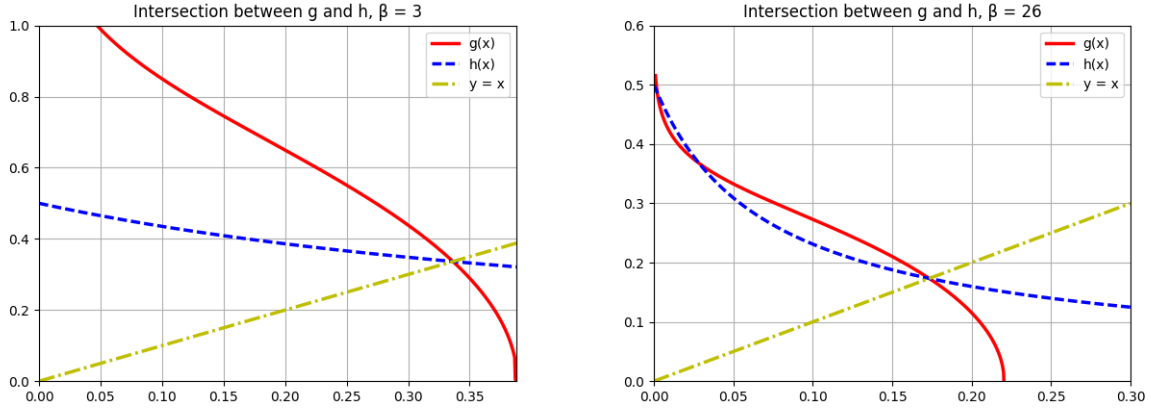 Intersection between g and h, β = 3
1.0
0.8
0.6
0.4
0.2
0.0
0.00 0.05 0.10 0.15 0.20 0.25 0.30 0.35
g(x)
h(x)
y = x
Intersection between g and h, β = 26
0.6
0.5
0.4
0.3
0.2
0.1
0.0
0.00 0.05 0.10 0.15 0.20 0.25 0.30
g(x)
h(x)
y = x